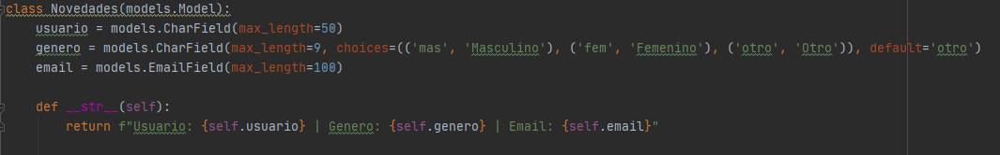 class Novedades(models.Model):
    usuario = models.CharField(max_length=50)
    genero = models.CharField(max_length=9, choices=(('mas', 'Masculino'), ('fem', 'Femenino'), ('otro', 'Otro')), default='otro')
    email = models.EmailField(max_length=100)
    def __str__(self):
        return f"Usuario: {self.usuario} | Genero: {self.genero} | Email: {self.email}"